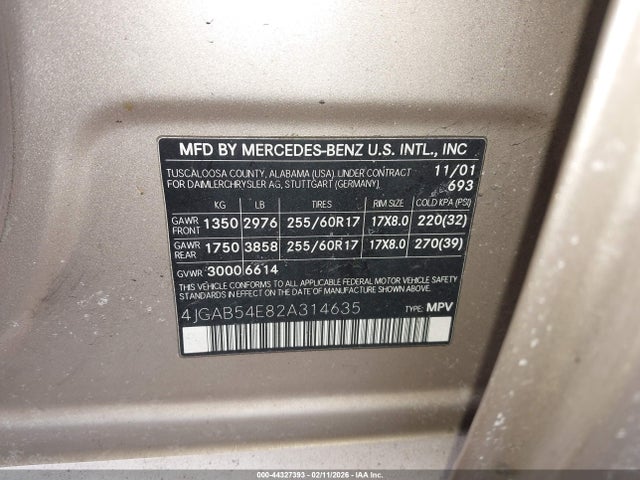 MFD BY MERCEDES-BENZ U.S. INTL., INC
TUSCALOOSA COUNTY, ALABAMA (USA) UNDER CONTRACT 11/01
FOR DAIMLERCHRYSLER AG, STUTTGART (GERMANY) 693
KG LB TIRES RIM SIZE COLD KPA (PSI)
GAWR FRONT 1350 2976 255/60R17 17X8.0 220(32)
GAWR REAR 1750 3858 255/60R17 17X8.0 270(39)
GVWR 3000 6614
THIS VEHICLE CONFORMS TO ALL APPLICABLE FEDERAL MOTOR VEHICLE SAFETY
STANDARDS IN EFFECT ON THE DATE OF MANUFACTURE SHOWN ABOVE.
4JGAB54E82A314635 TYPE: MPV
000-44327393 - 02/11/2026 - IAA Inc.